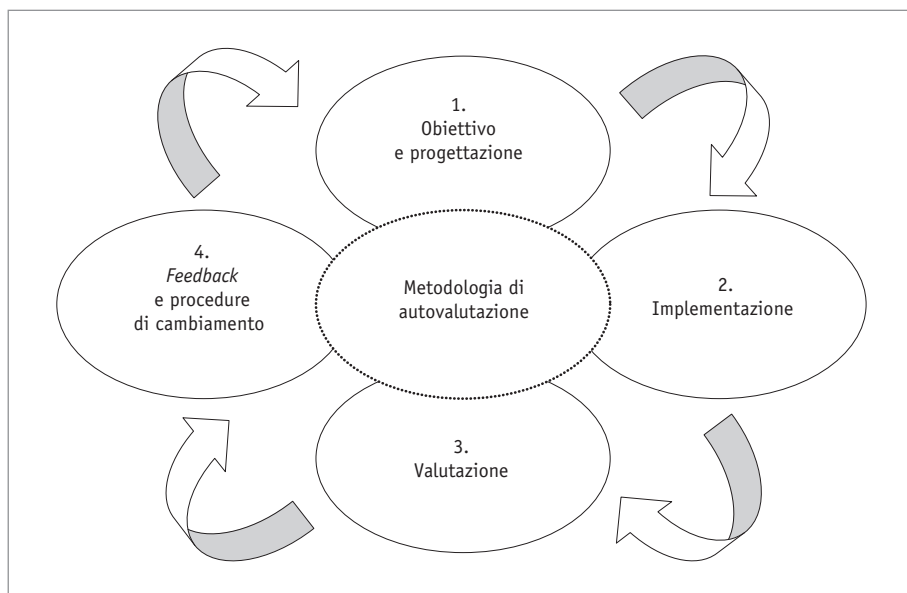 1.
Obiettivo
e progettazione
2.
Implementazione
3.
Valutazione
4.
Feedback
e procedure
di cambiamento
Metodologia di
autovalutazione